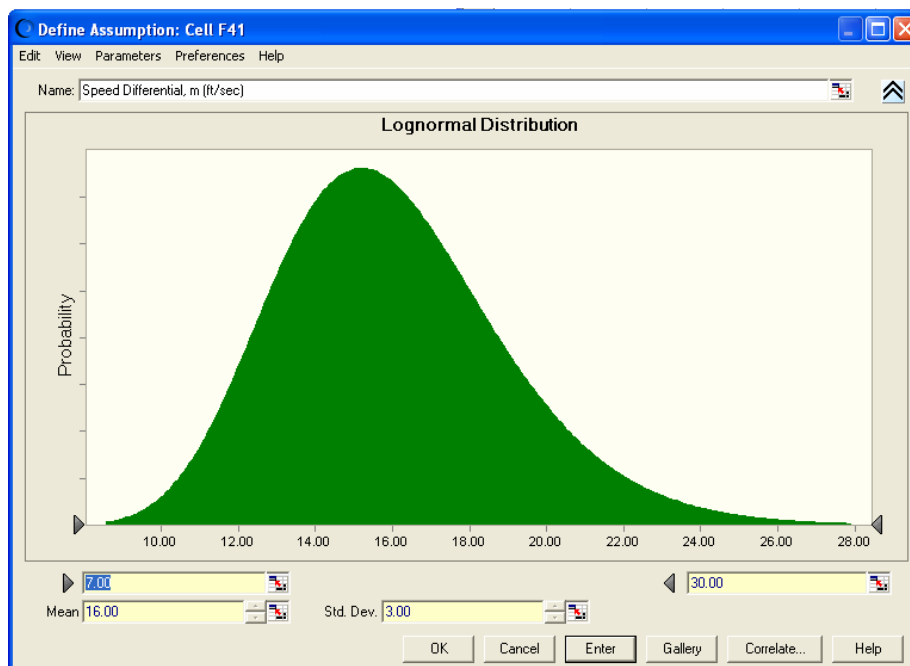 Define Assumption: Cell F41
Edit View Parameters Preferences Help
Name: Speed Differential, m (ft/sec)
Lognormal Distribution
Probability
10.00 12.00 14.00 16.00 18.00 20.00 22.00 24.00 26.00 28.00
7.00 30.00
Mean 16.00 Std. Dev. 3.00
OK Cancel Enter Gallery Correlate... Help